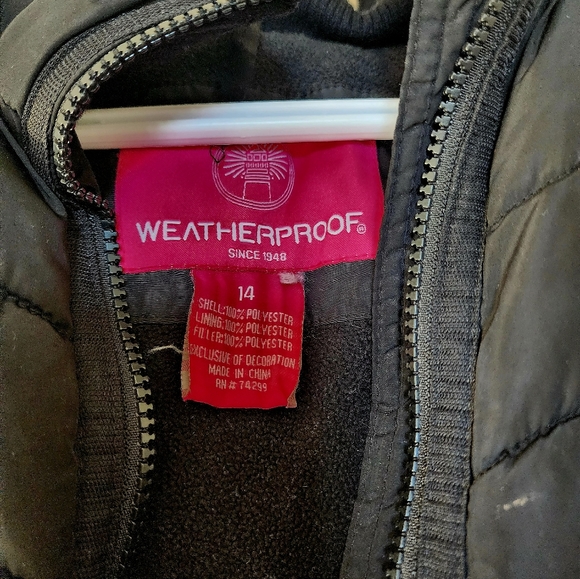 WEATHERPROOF®
SINCE 1948
14
SHELL:100% POLYESTER
LINING:100% POLYESTER
FILLER:100% POLYESTER
EXCLUSIVE OF DECORATION
MADE IN CHINA
RN# 74299